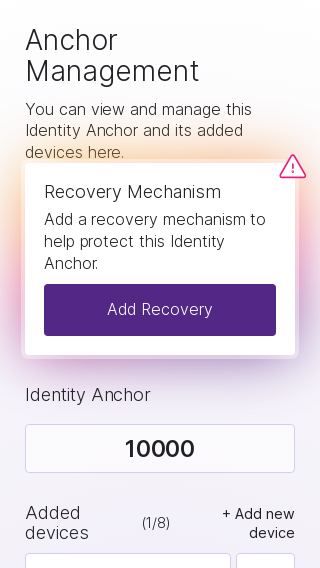 Anchor
Management
You can view and manage this
Identity Anchor and its added
devices here.
Recovery Mechanism
Add a recovery mechanism to
help protect this Identity
Anchor.
Add Recovery
Identity Anchor
10000
Added
devices
(1/8)
+ Add new
device